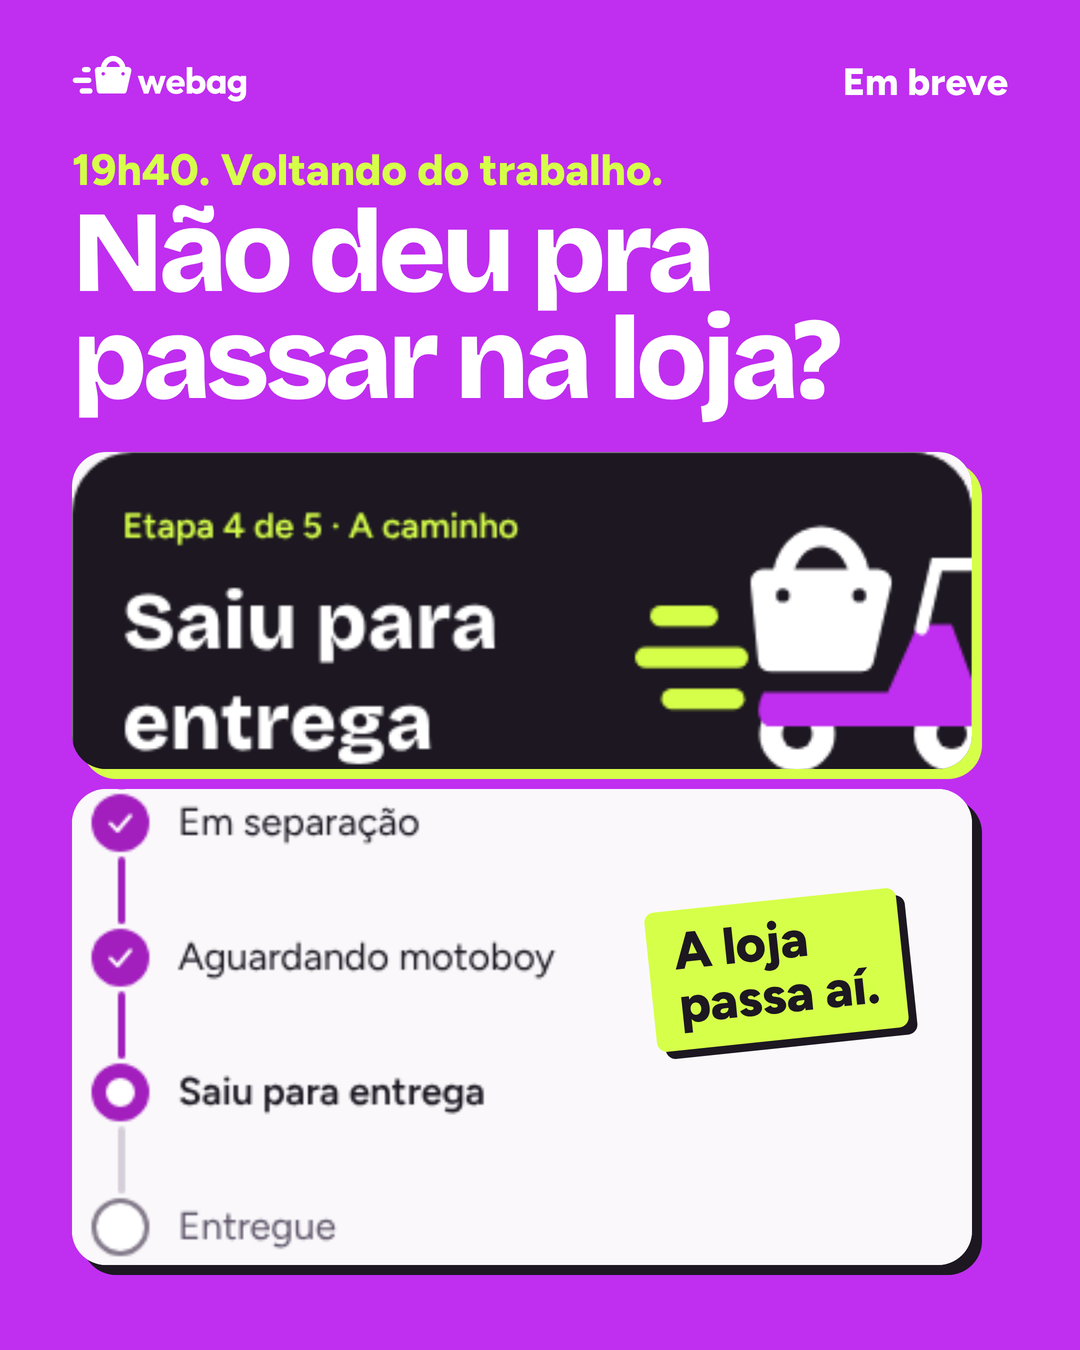 webag
Em breve
19h40. Voltando do trabalho.
Não deu pra
passar na loja?
Etapa 4 de 5 · A caminho
Saiu para
entrega
Em separação
Aguardando motoboy
A loja
passa aí.
Saiu para entrega
Entregue